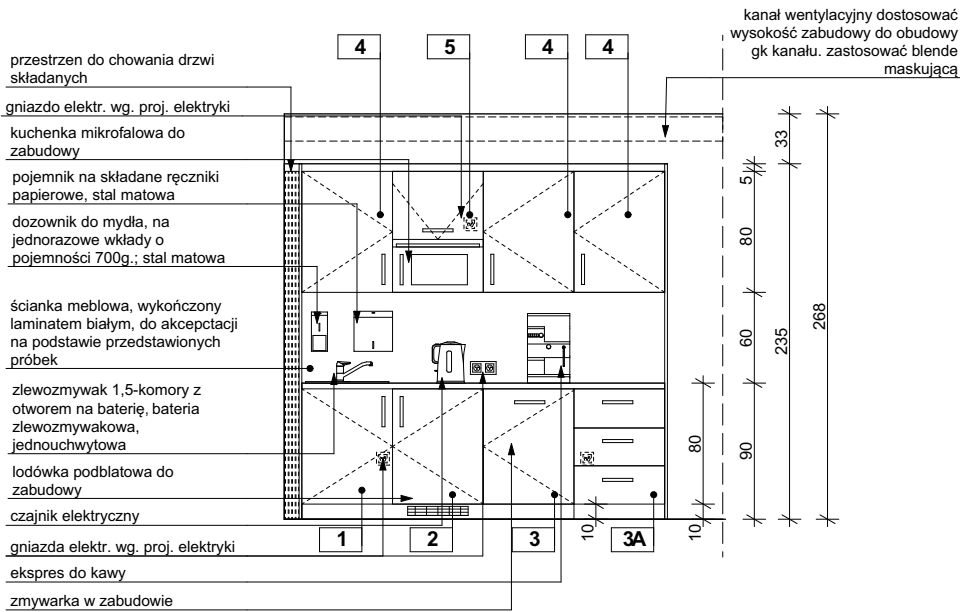 kanał wentylacyjny dostosować
wysokość zabudowy do obudowy
gk kanału. zastosować blende
maskującą
4
5
4
4
przestrzen do chowania drzwi
składanych
gniazdo elektr. wg. proj. elektryki
kuchenka mikrofalowa do
zabudowy
pojemnik na składane ręczniki
papierowe, stal matowa
dozownik do mydła, na
jednorazowe wkłady o
pojemności 700g.; stal matowa
ścianka meblowa, wykończony
laminatem białym, do akcepctacji
na podstawie przedstawionych
próbek
zlewozmywak 1,5-komory z
otworem na baterię, bateria
zlewozmywakowa,
jednouchwytowa
lodówka podblatowa do
zabudowy
czajnik elektryczny
gniazda elektr. wg. proj. elektryki
ekspres do kawy
zmywarka w zabudowie
1
2
3
3A
33
5
80
60
235
268
80
90
10
10